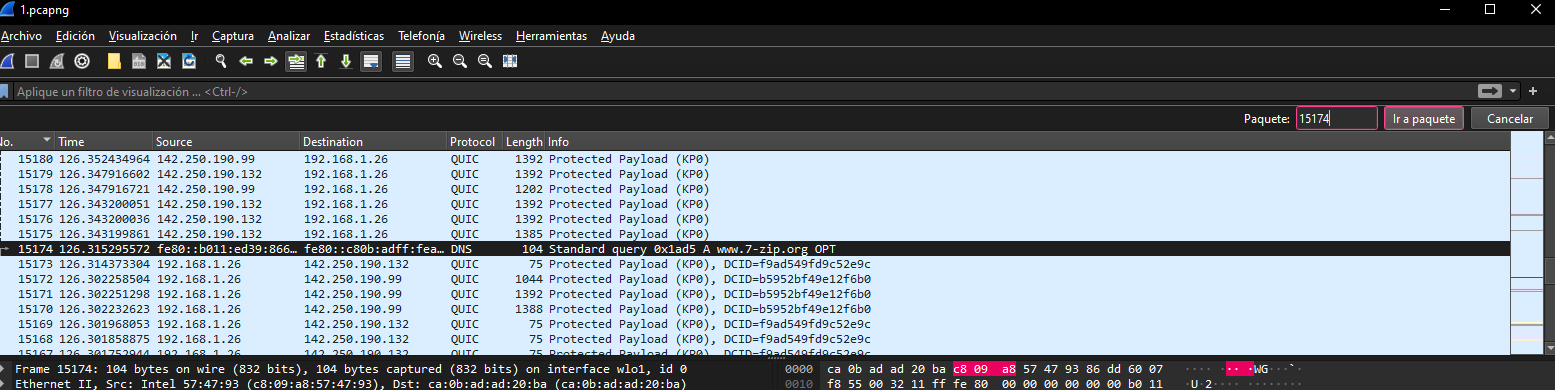 1.pcapng
Archivo Edición Visualización Ir Captura Analizar Estadísticas Telefonía Wireless Herramientas Ayuda
Aplique un filtro de visualización ... <Ctrl-/>
Paquete: 15174 Ir a paquete Cancelar
No. Time Source Destination Protocol Length Info
15180 126.352434964 142.250.190.99 192.168.1.26 QUIC 1392 Protected Payload (KP0)
15179 126.347916602 142.250.190.132 192.168.1.26 QUIC 1392 Protected Payload (KP0)
15178 126.347916721 142.250.190.99 192.168.1.26 QUIC 1202 Protected Payload (KP0)
15177 126.343200051 142.250.190.132 192.168.1.26 QUIC 1392 Protected Payload (KP0)
15176 126.343200036 142.250.190.132 192.168.1.26 QUIC 1392 Protected Payload (KP0)
15175 126.343199861 142.250.190.132 192.168.1.26 QUIC 1385 Protected Payload (KP0)
15174 126.315295572 fe80::b011:ed39:866… fe80::c80b:adff:fea… DNS 104 Standard query 0x1ad5 A www.7-zip.org OPT
15173 126.314373304 192.168.1.26 142.250.190.132 QUIC 75 Protected Payload (KP0), DCID=f9ad549fd9c52e9c
15172 126.302258504 192.168.1.26 142.250.190.99 QUIC 1044 Protected Payload (KP0), DCID=b5952bf49e12f6b0
15171 126.302251298 192.168.1.26 142.250.190.99 QUIC 1392 Protected Payload (KP0), DCID=b5952bf49e12f6b0
15170 126.302232623 192.168.1.26 142.250.190.99 QUIC 1388 Protected Payload (KP0), DCID=b5952bf49e12f6b0
15169 126.301968053 192.168.1.26 142.250.190.132 QUIC 75 Protected Payload (KP0), DCID=f9ad549fd9c52e9c
15168 126.301858875 192.168.1.26 142.250.190.132 QUIC 75 Protected Payload (KP0), DCID=f9ad549fd9c52e9c
15167 126.301752944 192.168.1.26 142.250.190.132 QUIC 75 Protected Payload (KP0), DCID=f9ad549fd9c52e9c
Frame 15174: 104 bytes on wire (832 bits), 104 bytes captured (832 bits) on interface wlo1, id 0
Ethernet II, Src: Intel 57:47:93 (c8:09:a8:57:47:93), Dst: ca:0b:ad:ad:20:ba (ca:0b:ad:ad:20:ba)
0000 ca 0b ad ad 20 ba c8 09 a8 57 47 93 86 dd 60 07 ···· ·· ·· ·WG···`·
0010 f8 55 00 32 11 ff fe 80 00 00 00 00 00 00 b0 11 ·U·2···· ········